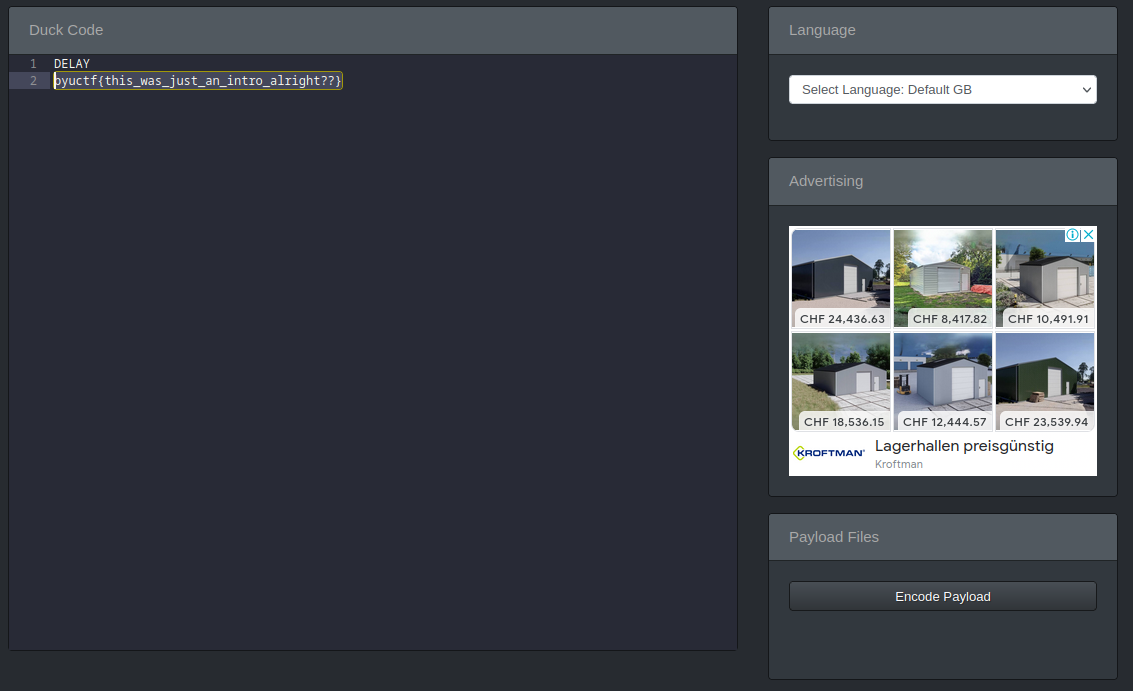 Duck Code
1 DELAY
2 byuctf{this_was_just_an_intro_alright??}
Language
Select Language: Default GB
Advertising
CHF 24,436.63 CHF 8,417.82 CHF 10,491.91
CHF 18,536.15 CHF 12,444.57 CHF 23,539.94
KROFTMAN Lagerhallen preisgünstig
Kroftman
Payload Files
Encode Payload